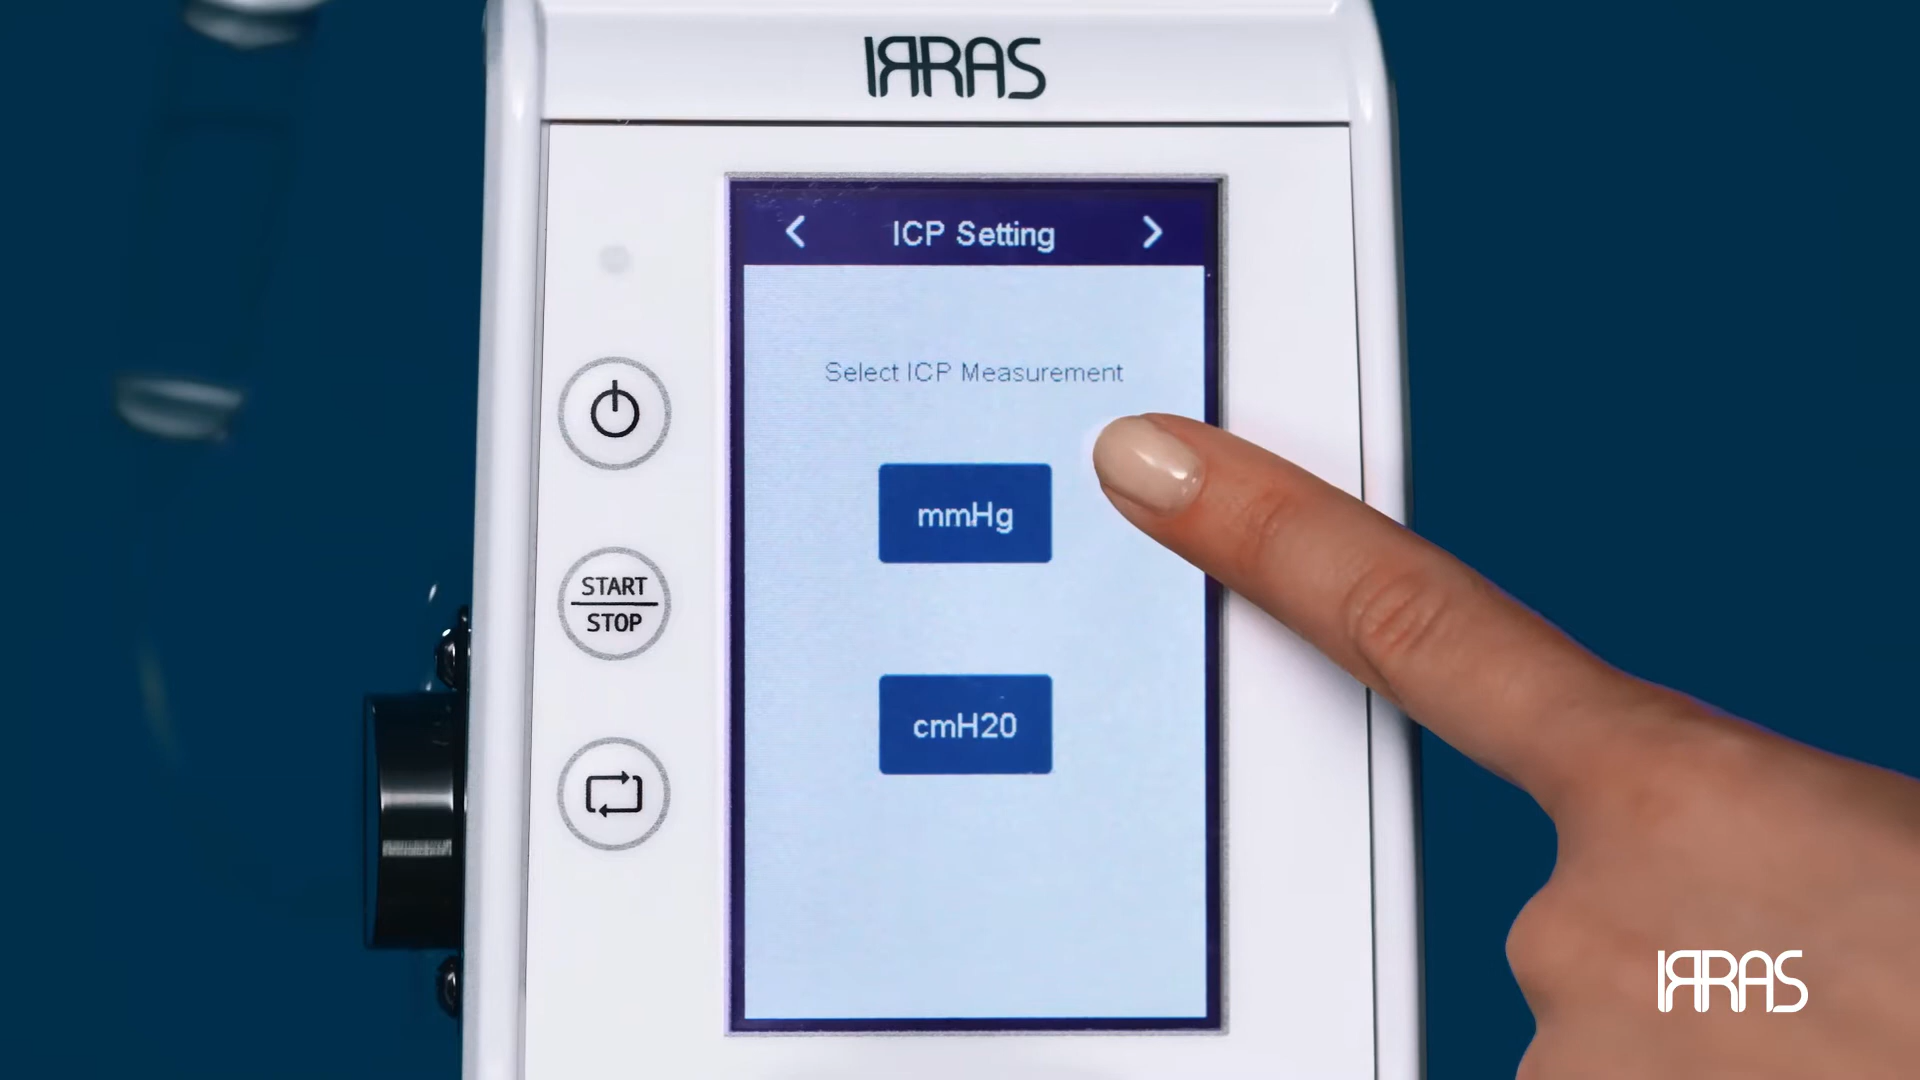 IRRAS
< ICP Setting >
Select ICP Measurement
mmHg
cmH20
START
STOP
IRRAS